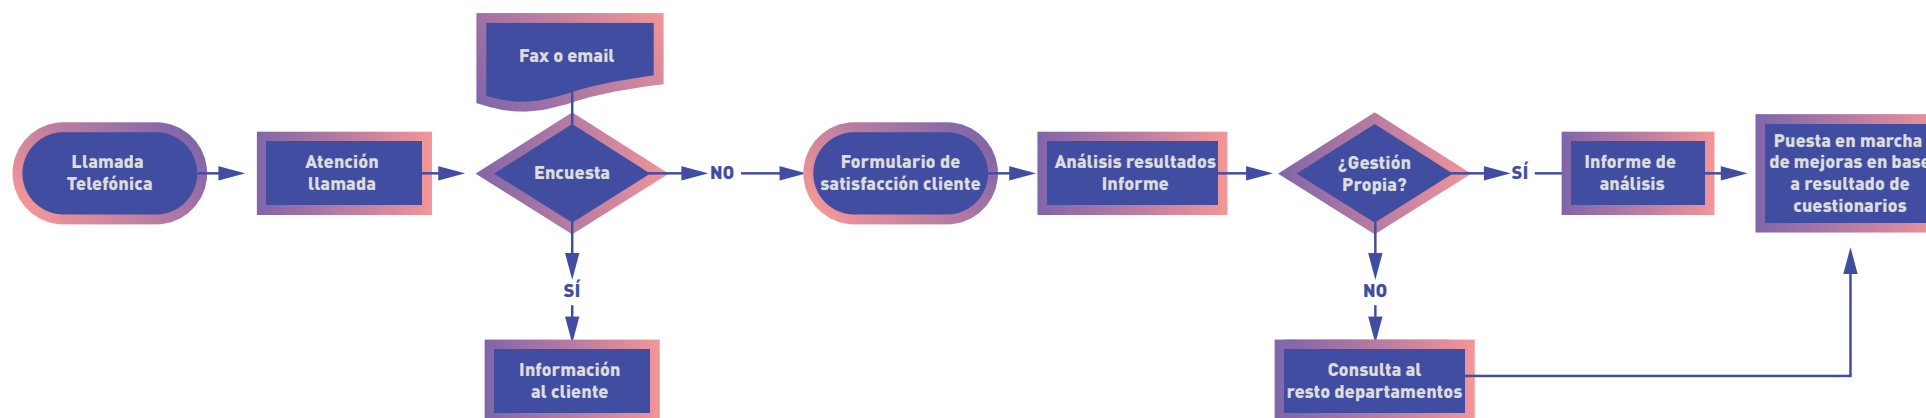 Fax o email
Llamada
Telefónica
Atención
llamada
Encuesta
NO
SÍ
Información
al cliente
Formulario de
satisfacción cliente
Análisis resultados
Informe
¿Gestión
Propia?
SÍ
NO
Consulta al
resto departamentos
Informe de
análisis
Puesta en marcha
de mejoras en base
a resultado de
cuestionarios